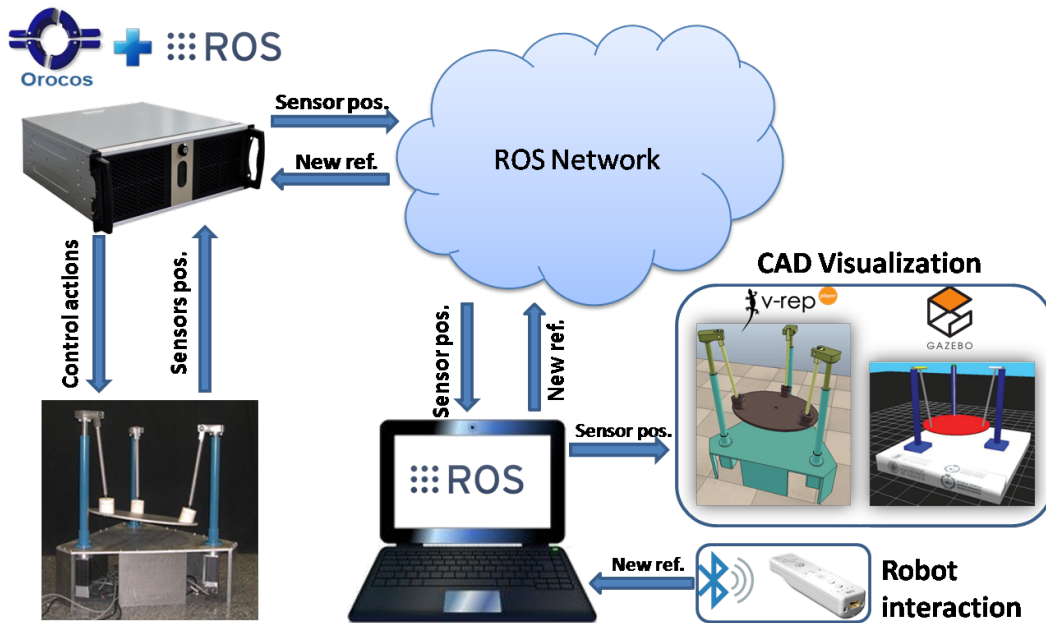 Orocos
ROS
Sensor pos.
New ref.
ROS Network
Control actions
Sensors pos.
Sensor pos.
New ref.
CAD Visualization
v-rep
player
GAZEBO
Sensor pos.
ROS
New ref.
Robot
interaction